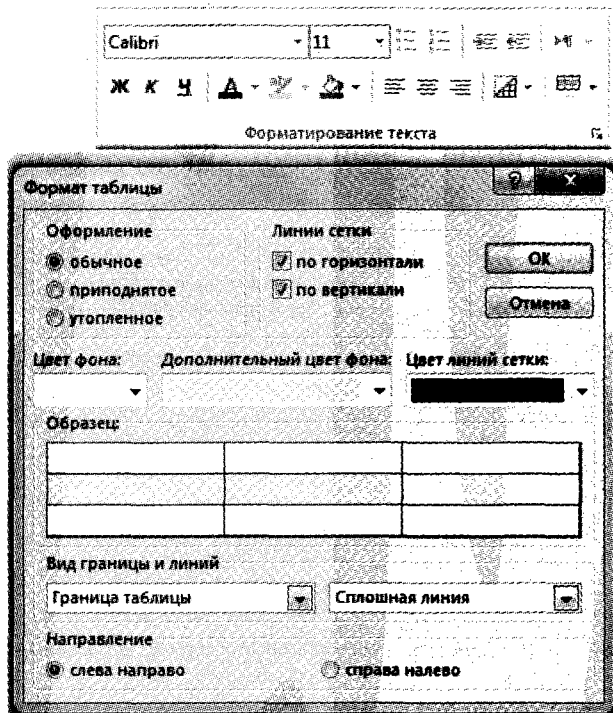 Calibri 11
Ж К Ч А
Форматирование текста
Формат таблицы ? X
Оформление Линии сетки
обычное по горизонтали OK
приподнятое по вертикали Отмена
утопленное
Цвет фона: Дополнительный цвет фона: Цвет линий сетки:
Образец:
Вид границы и линий
Граница таблицы Сплошная линия
Направление
слева направо справа налево